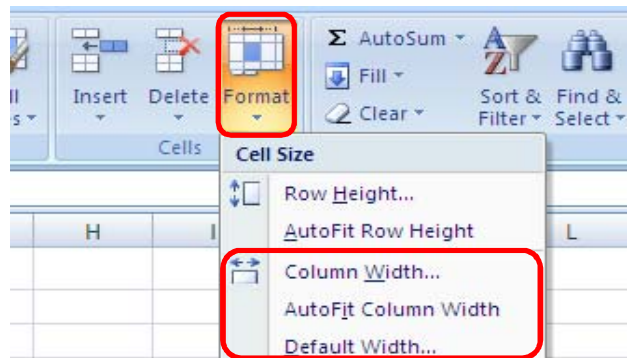 Σ AutoSum
Fill
Insert Delete Format Sort & Find &
Clear Filter Select
Cells
Cell Size
Row Height...
AutoFit Row Height
H L
Column Width...
AutoFit Column Width
Default Width...